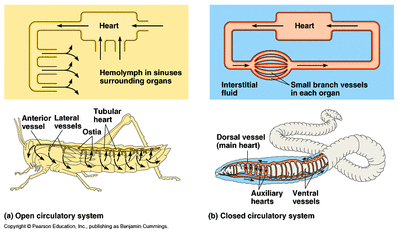 Heart
Hemolymph in sinuses
surrounding organs
Anterior
vessel
Lateral
vessels
Tubular
heart
Ostia
(a) Open circulatory system
Heart
Interstitial
fluid
Small branch vessels
in each organ
Dorsal vessel
(main heart)
Auxiliary
hearts
Ventral
vessels
(b) Closed circulatory system
Copyright © Pearson Education, Inc., publishing as Benjamin Cummings.